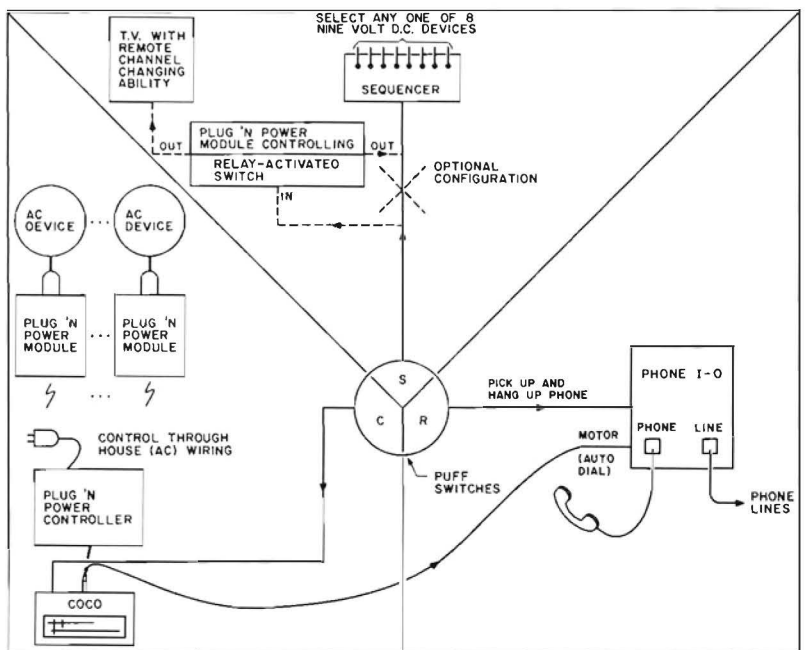 SELECT ANY ONE OF 8
NINE VOLT D.C. DEVICES
T.V. WITH
REMOTE
CHANNEL
CHANGING
ABILITY
SEQUENCER
OUT
PLUG 'N POWER
MODULE CONTROLLING
OUT
RELAY-ACTIVATED
SWITCH
IN
OPTIONAL
CONFIGURATION
AC
DEVICE
...
AC
DEVICE
PLUG 'N
POWER
MODULE
...
PLUG 'N
POWER
MODULE
...
S
C
R
PUFF
SWITCHES
PICK UP AND
HANG UP PHONE
PHONE I-O
PHONE
LINE
MOTOR
(AUTO
DIAL)
PHONE
LINES
CONTROL THROUGH
HOUSE (AC) WIRING
PLUG 'N
POWER
CONTROLLER
COCO